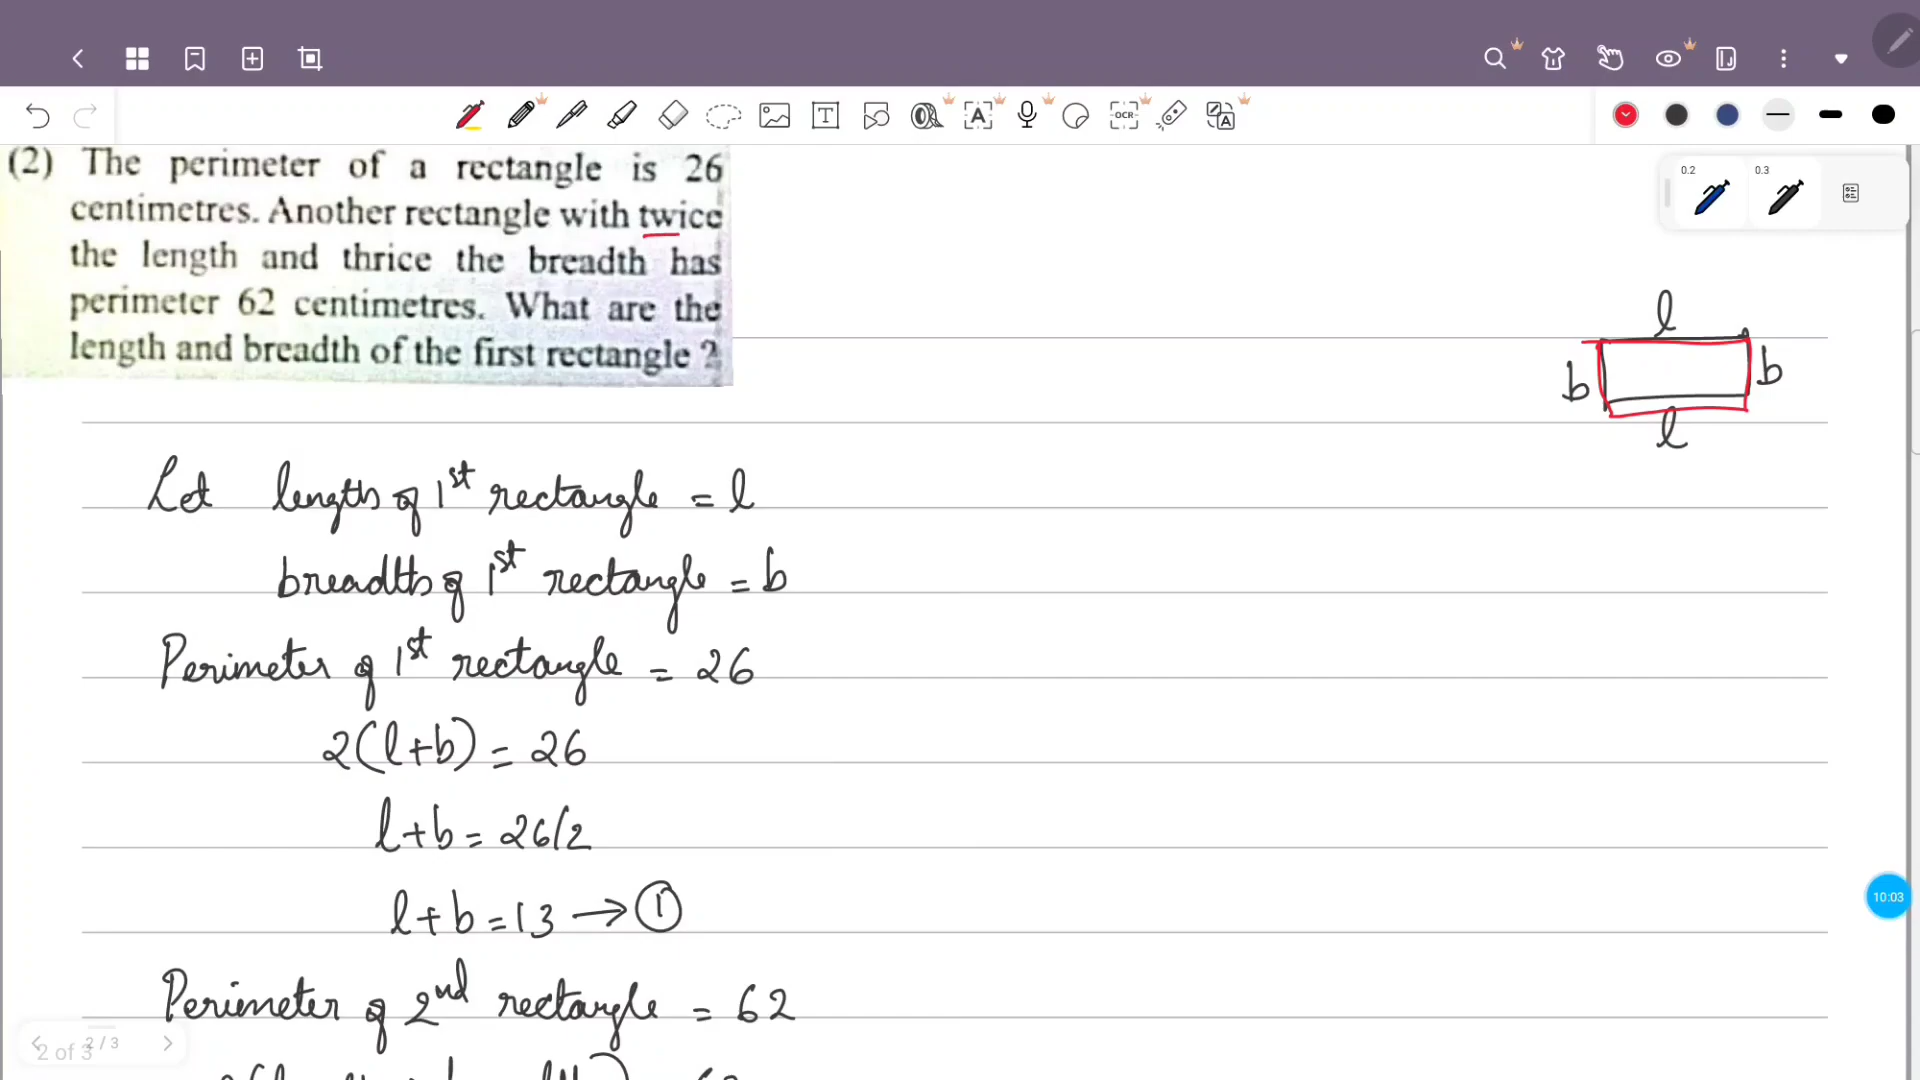 OCR
0.2
0.3
(2) The perimeter of a rectangle is 26
centimetres. Another rectangle with twice
the length and thrice the breadth has
perimeter 62 centimetres. What are the
length and breadth of the first rectangle ?
l
b
b
l
Let length of 1st rectangle = l
breadth of 1st rectangle = b
Perimeter of 1st rectangle = 26
2(l+b) = 26
l+b = 26/2
l+b = 13 → ①
10:03
Perimeter of 2nd rectangle = 62
2 / 3
2 of 3